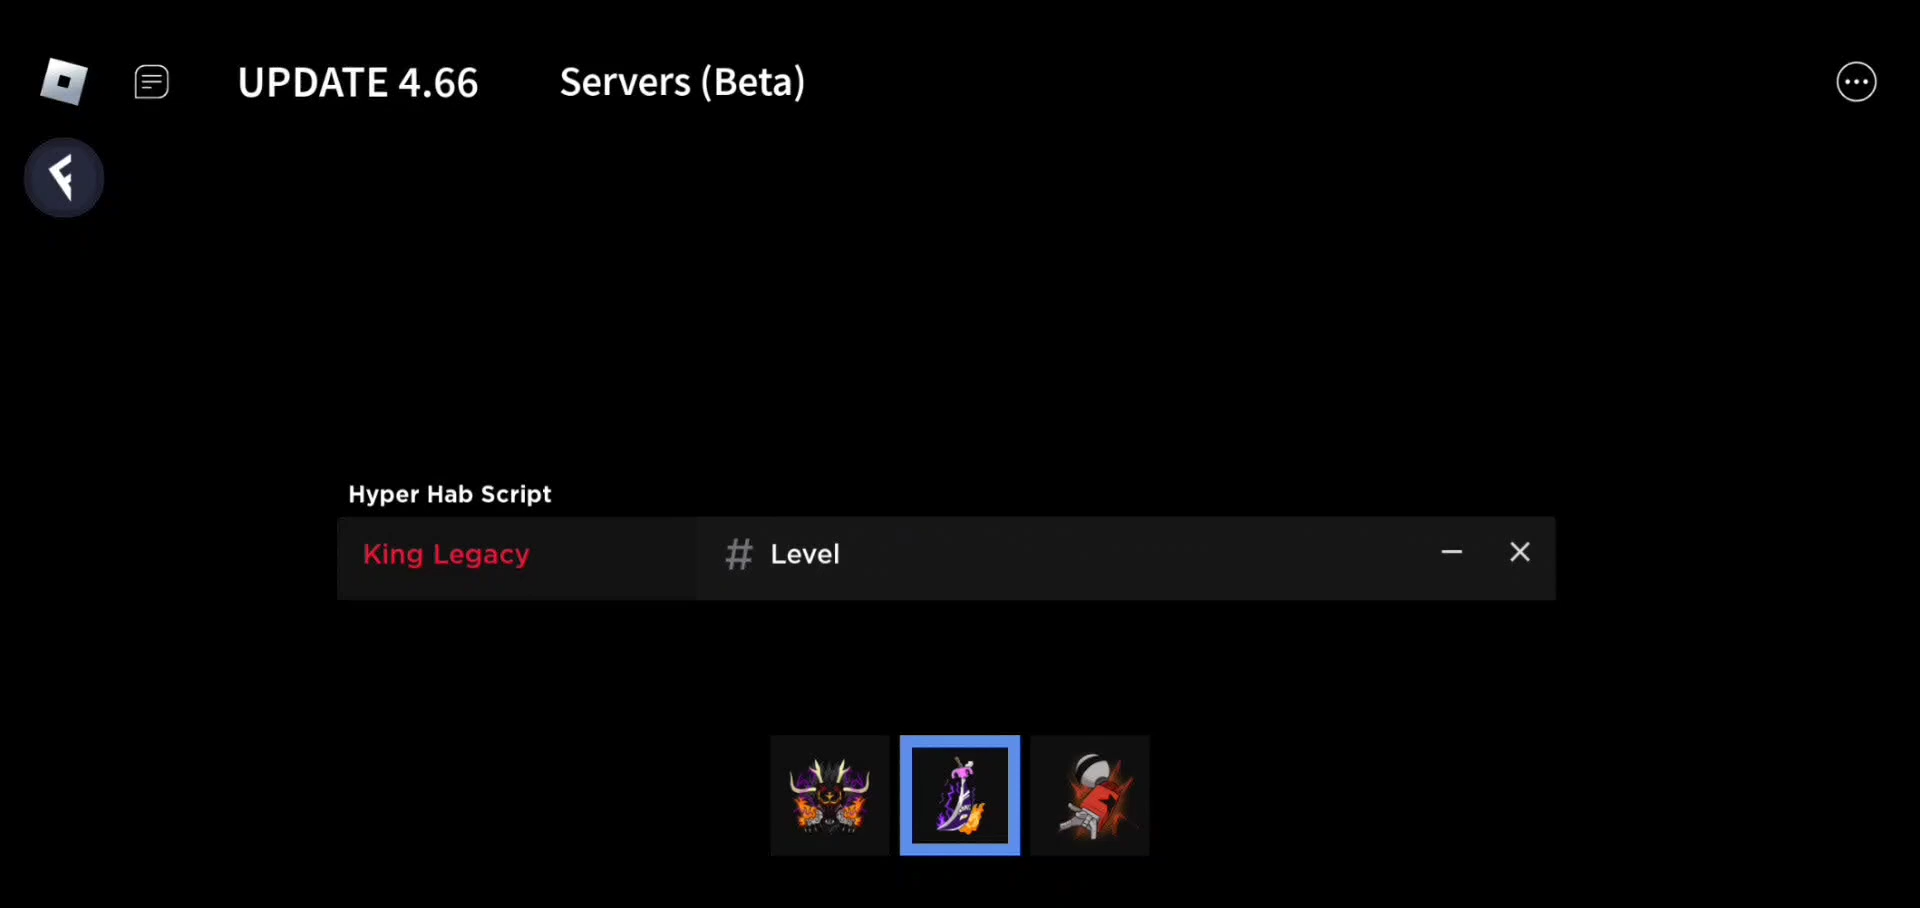 UPDATE 4.66 Servers (Beta)
Hyper Hab Script
King Legacy # Level